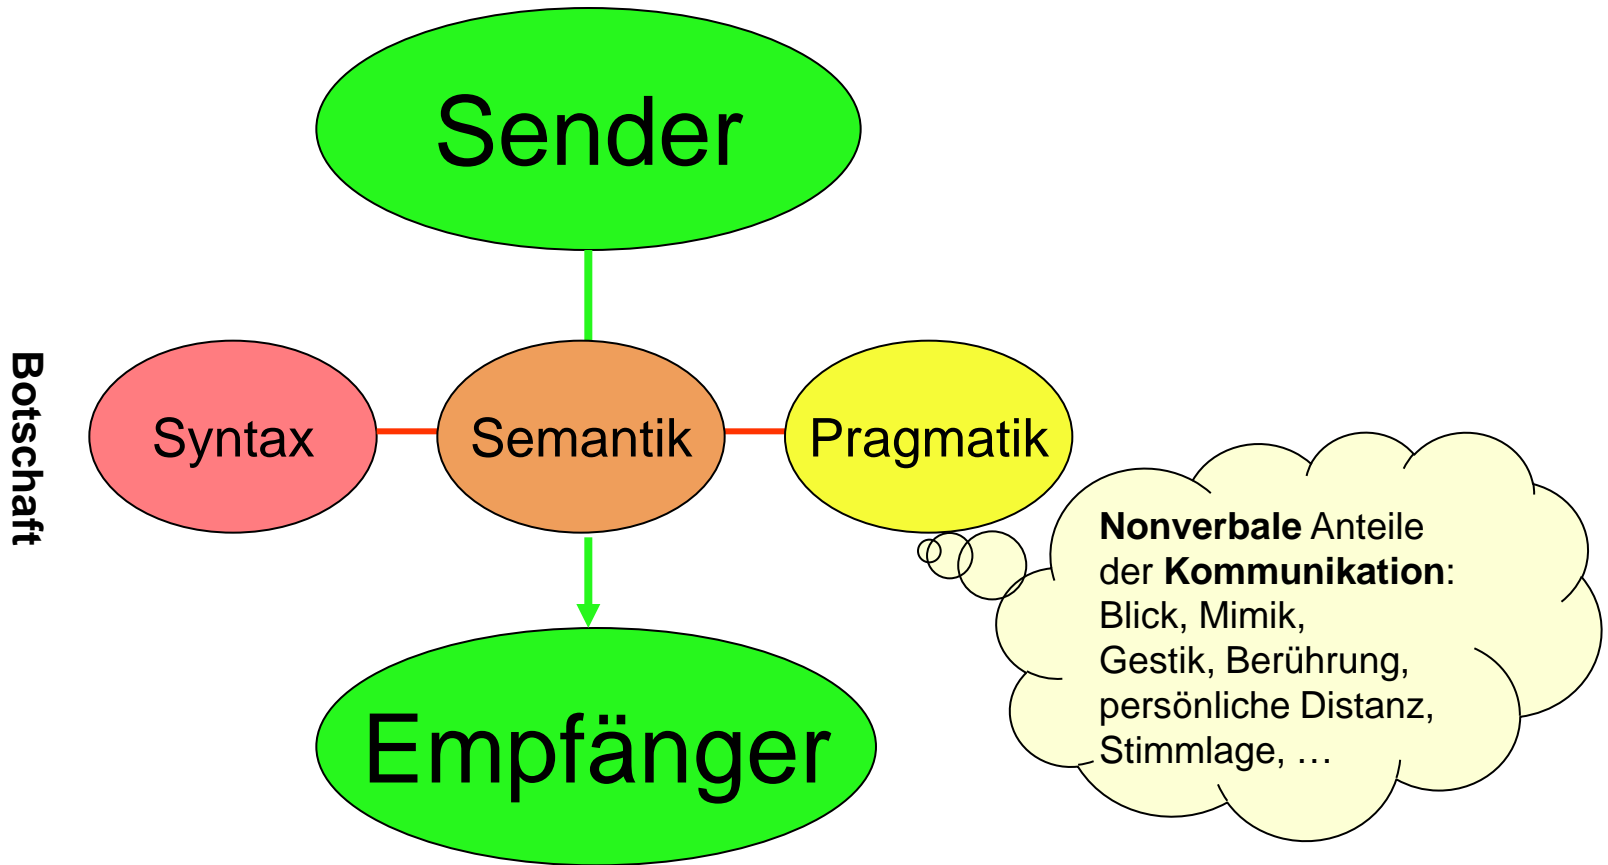 Sender
Botschaft
Syntax
Semantik
Pragmatik
Nonverbale Anteile
der Kommunikation:
Blick, Mimik,
Gestik, Berührung,
persönliche Distanz,
Stimmlage, …
Empfänger